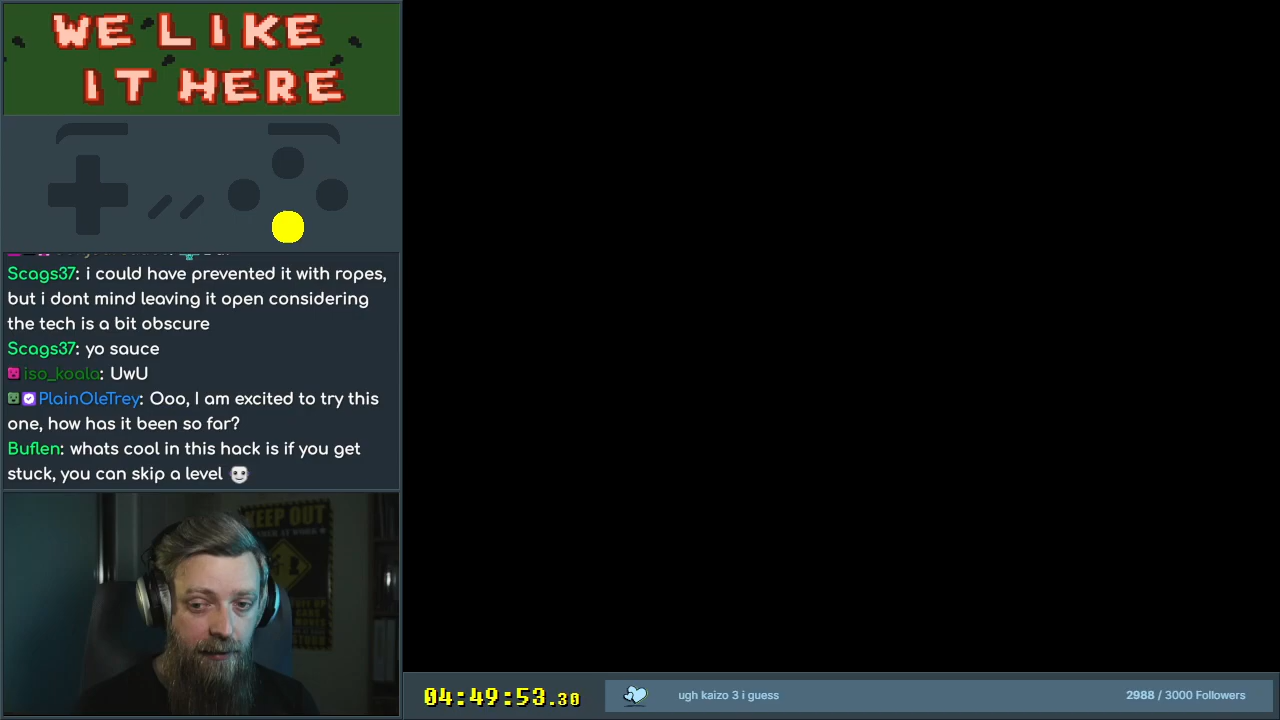 WE LIKE
IT HERE
Scags37: i could have prevented it with ropes,
but i dont mind leaving it open considering
the tech is a bit obscure
Scags37: yo sauce
iso_koala: UwU
PlainOleTrey: Ooo, I am excited to try this
one, how has it been so far?
Buflen: whats cool in this hack is if you get
stuck, you can skip a level
KEEP OUT
04:49:53.30
ugh kaizo 3 i guess
2988 / 3000 Followers